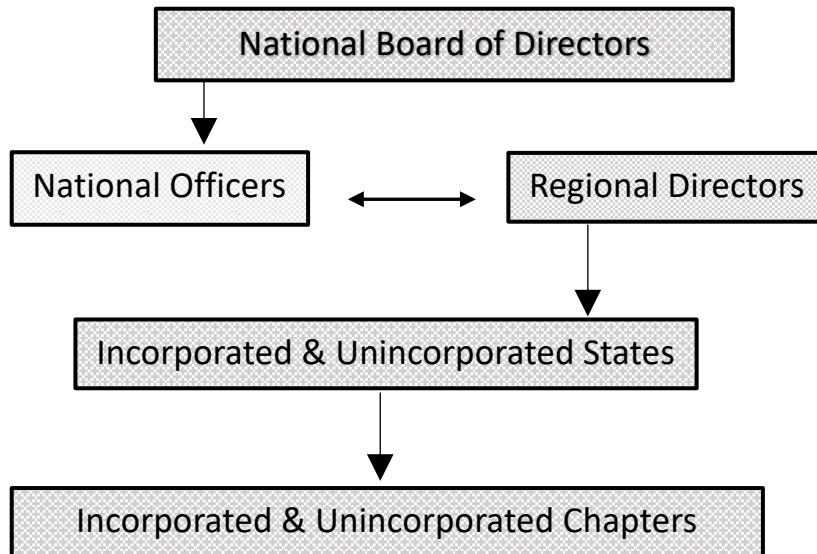 National Board of Directors
National Officers
Regional Directors
Incorporated & Unincorporated States
Incorporated & Unincorporated Chapters